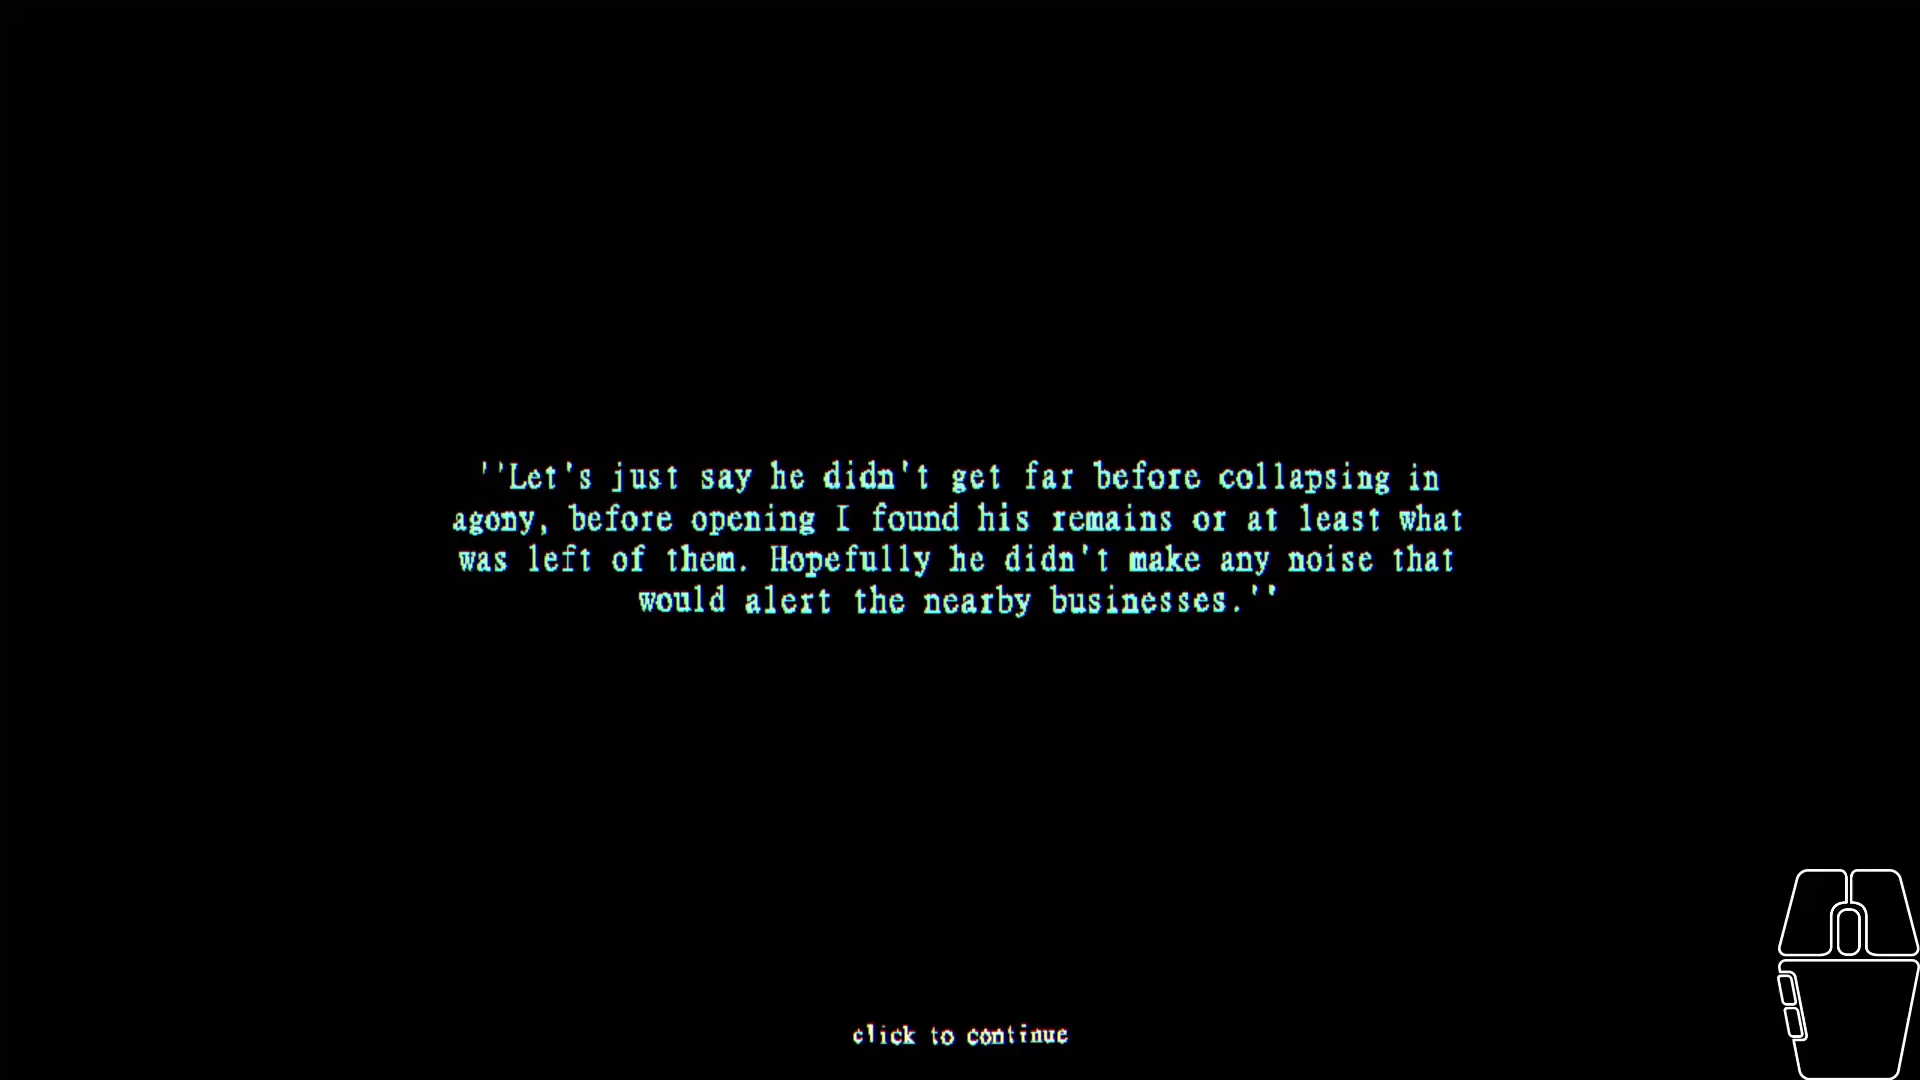 ''Let's just say he didn't get far before collapsing in
agony, before opening I found his remains or at least what
was left of them. Hopefully he didn't make any noise that
would alert the nearby businesses.''
click to continue